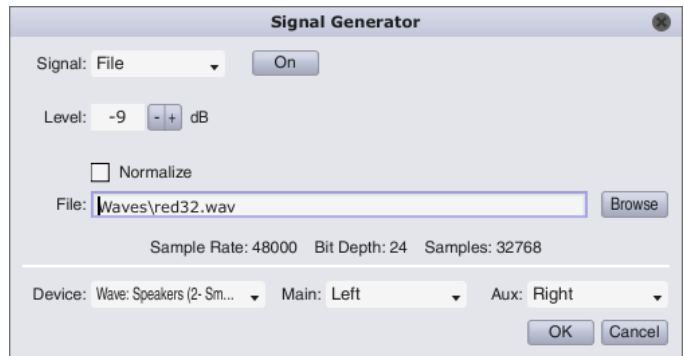 Signal Generator
Signal: File On
Level: -9 - + dB
Normalize
File: Waves\red32.wav Browse
Sample Rate: 48000 Bit Depth: 24 Samples: 32768
Device: Wave: Speakers (2- Sm... Main: Left Aux: Right
OK Cancel